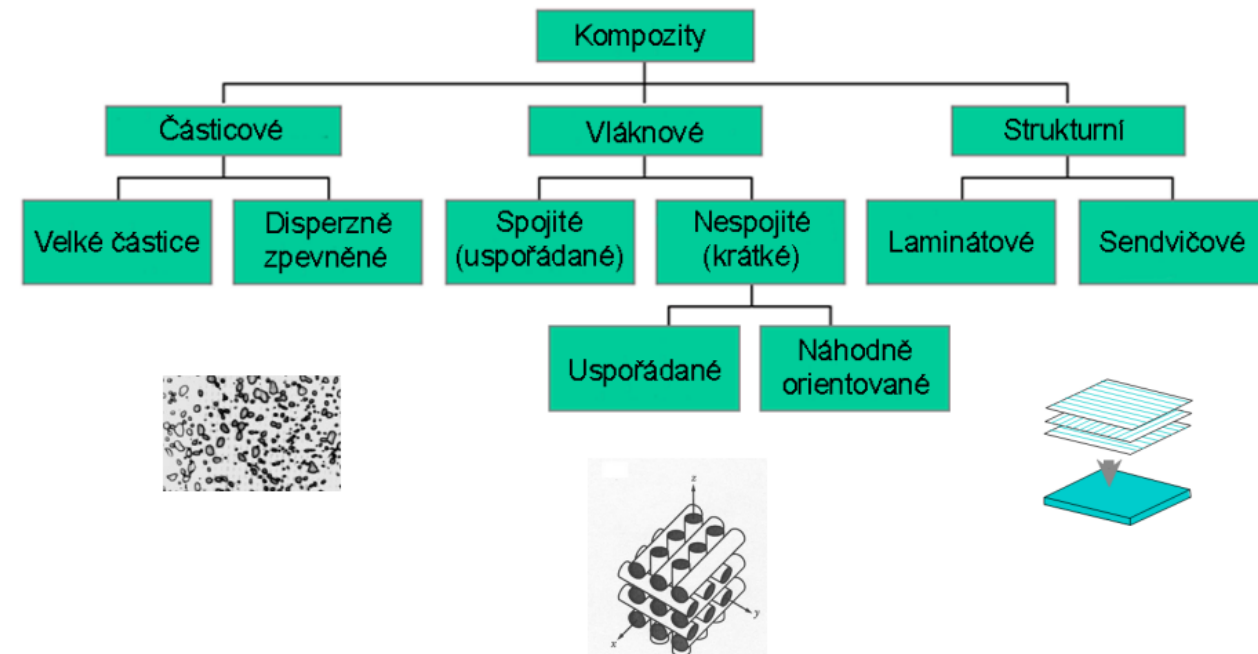 Kompozity
Částicové
Vláknové
Strukturní
Velké částice
Disperzně
zpevněné
Spojité
(uspořádané)
Nespojité
(krátké)
Laminátové
Sendvičové
Uspořádané
Náhodně
orientované
z
y
x